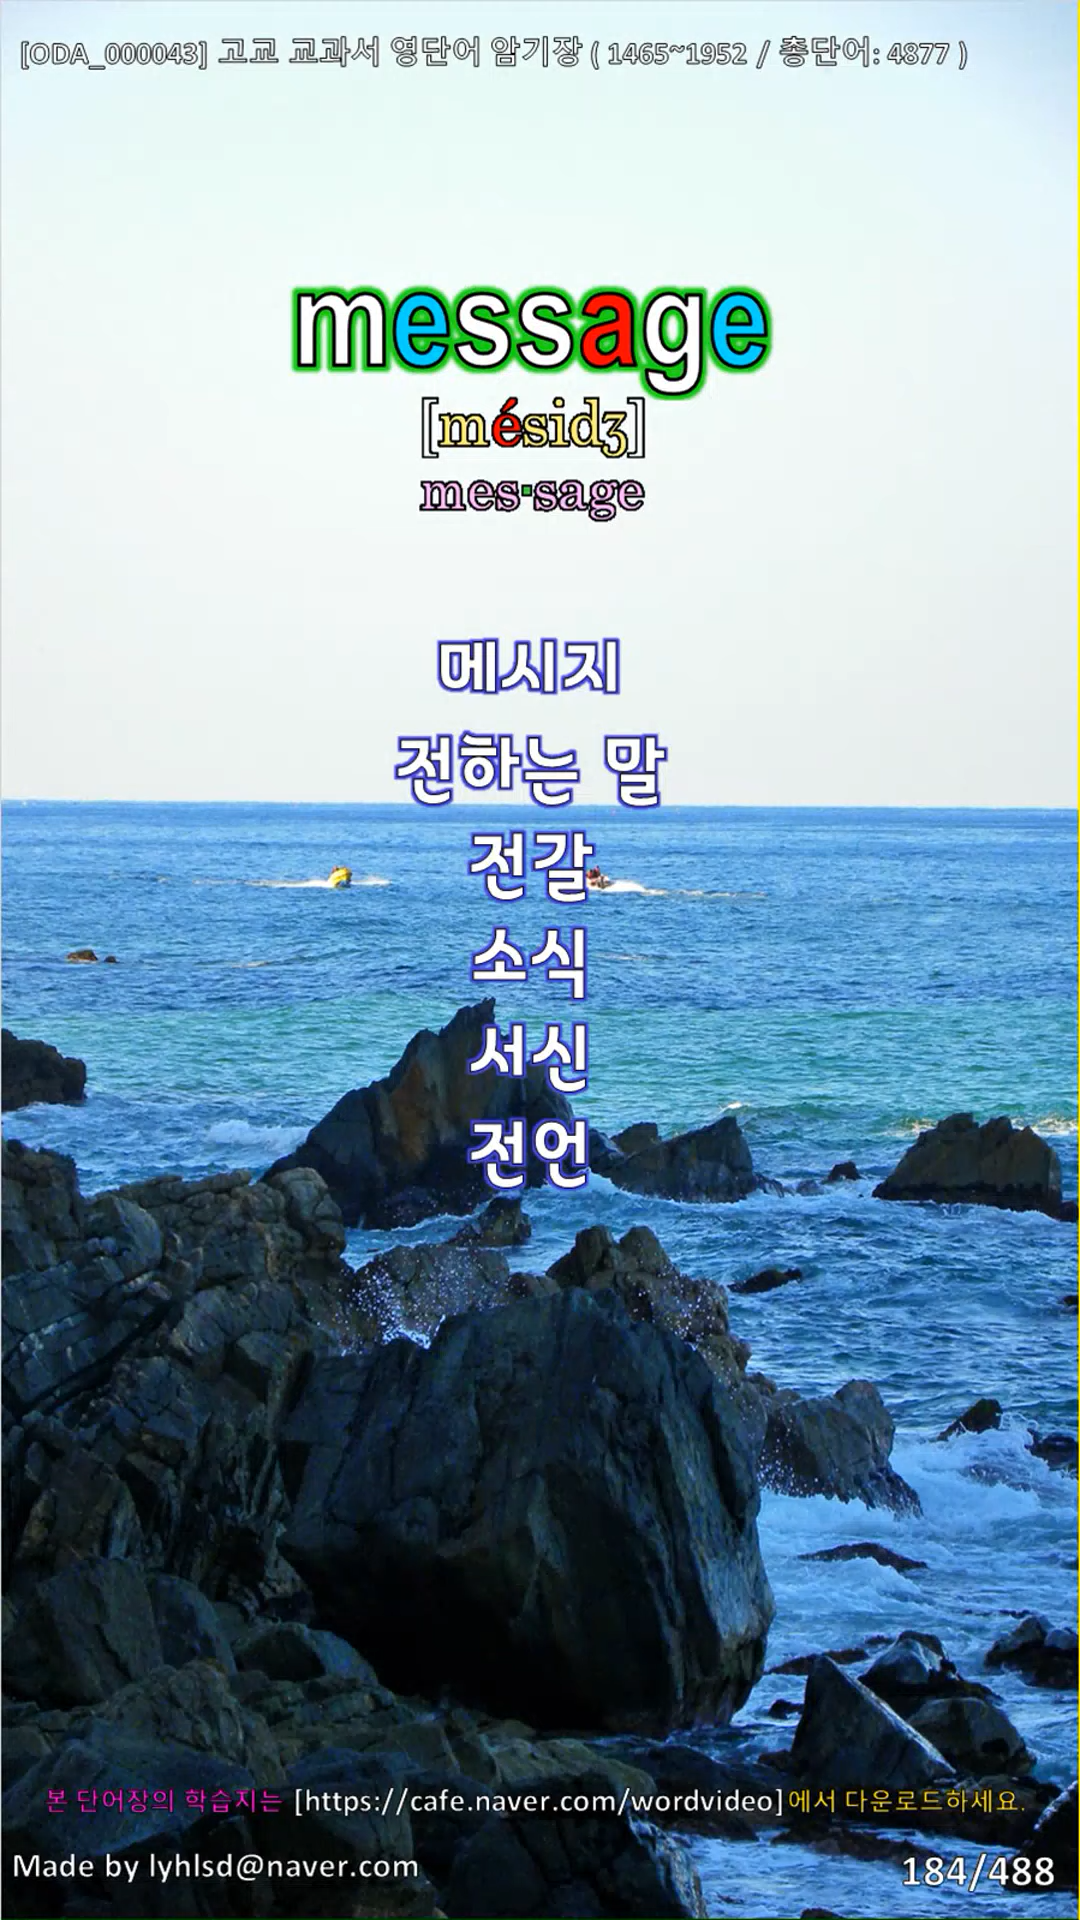 [ODA_000043] 고교 교과서 영단어 암기장 ( 1465~1952 / 총단어: 4877 )
message
[mésidʒ]
mes·sage
메시지
전하는 말
전갈
소식
서신
전언
본 단어장의 학습지는 [https://cafe.naver.com/wordvideo]에서 다운로드하세요.
Made by lyhlsd@naver.com
184/488